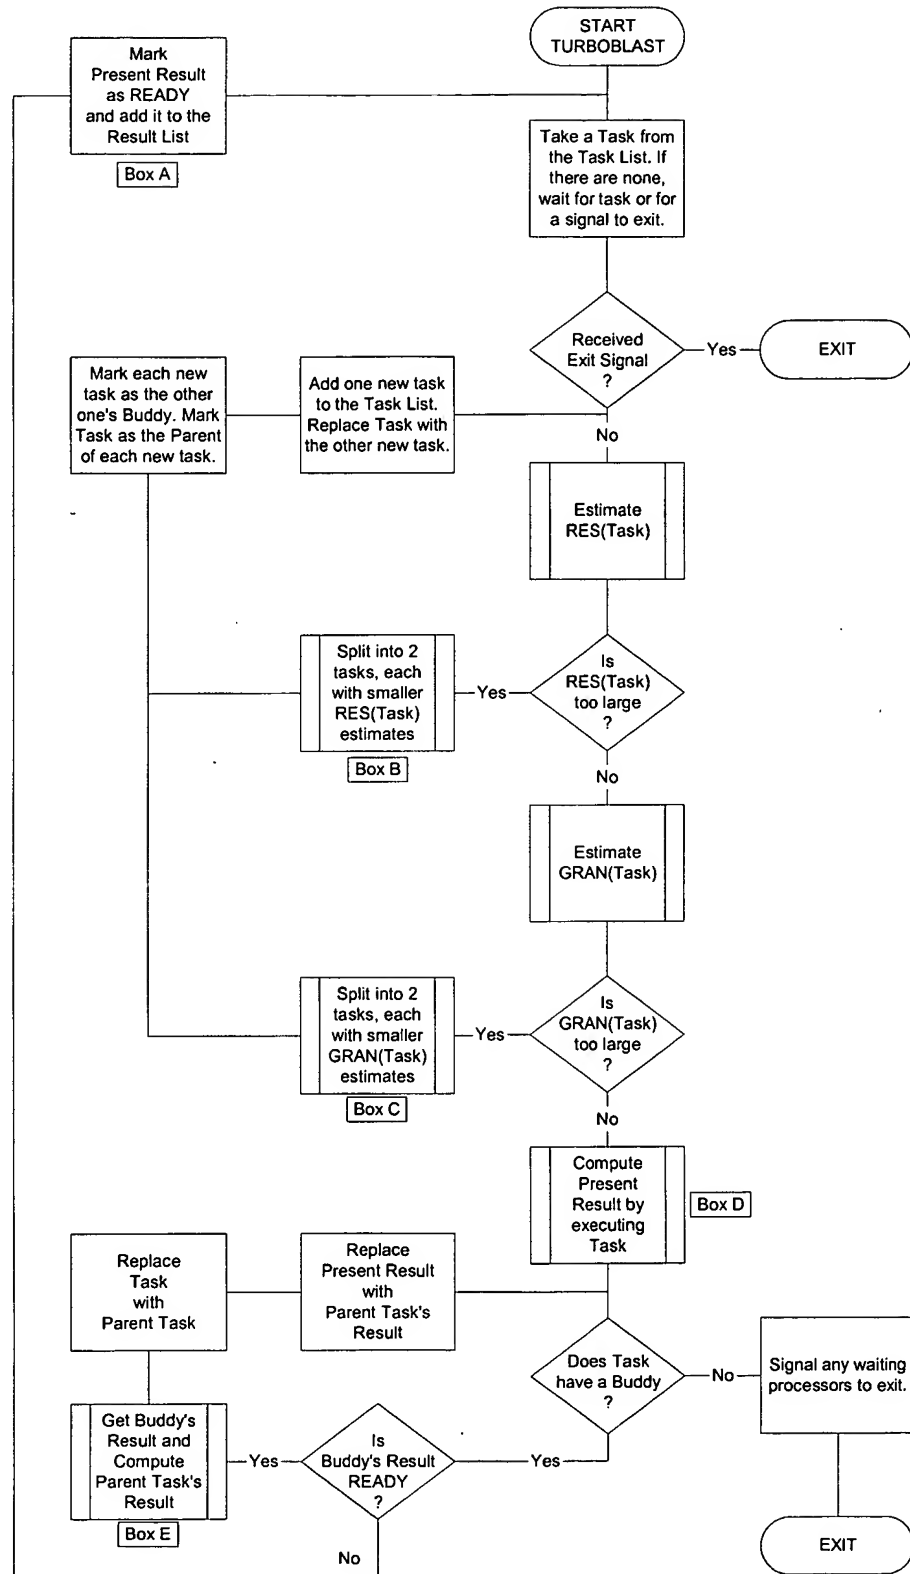 START
TURBOBLAST
Mark
Present Result
as READY
and add it to the
Result List
Box A
Take a Task from
the Task List. If
there are none,
wait for task or for
a signal to exit.
Received
Exit Signal
?
Yes
EXIT
No
Mark each new
task as the other
one's Buddy. Mark
Task as the Parent
of each new task.
Add one new task
to the Task List.
Replace Task with
the other new task.
Estimate
RES(Task)
Is
RES(Task)
too large
?
Yes
Split into 2
tasks, each
with smaller
RES(Task)
estimates
Box B
No
Estimate
GRAN(Task)
Is
GRAN(Task)
too large
?
Yes
Split into 2
tasks, each
with smaller
GRAN(Task)
estimates
Box C
No
Compute
Present
Result by
executing
Task
Box D
Replace
Task
with
Parent Task
Replace
Present Result
with
Parent Task's
Result
Does Task
have a Buddy
?
No
Signal any waiting
processors to exit.
Yes
Is
Buddy's Result
READY
?
Yes
Get Buddy's
Result and
Compute
Parent Task's
Result
Box E
No
EXIT